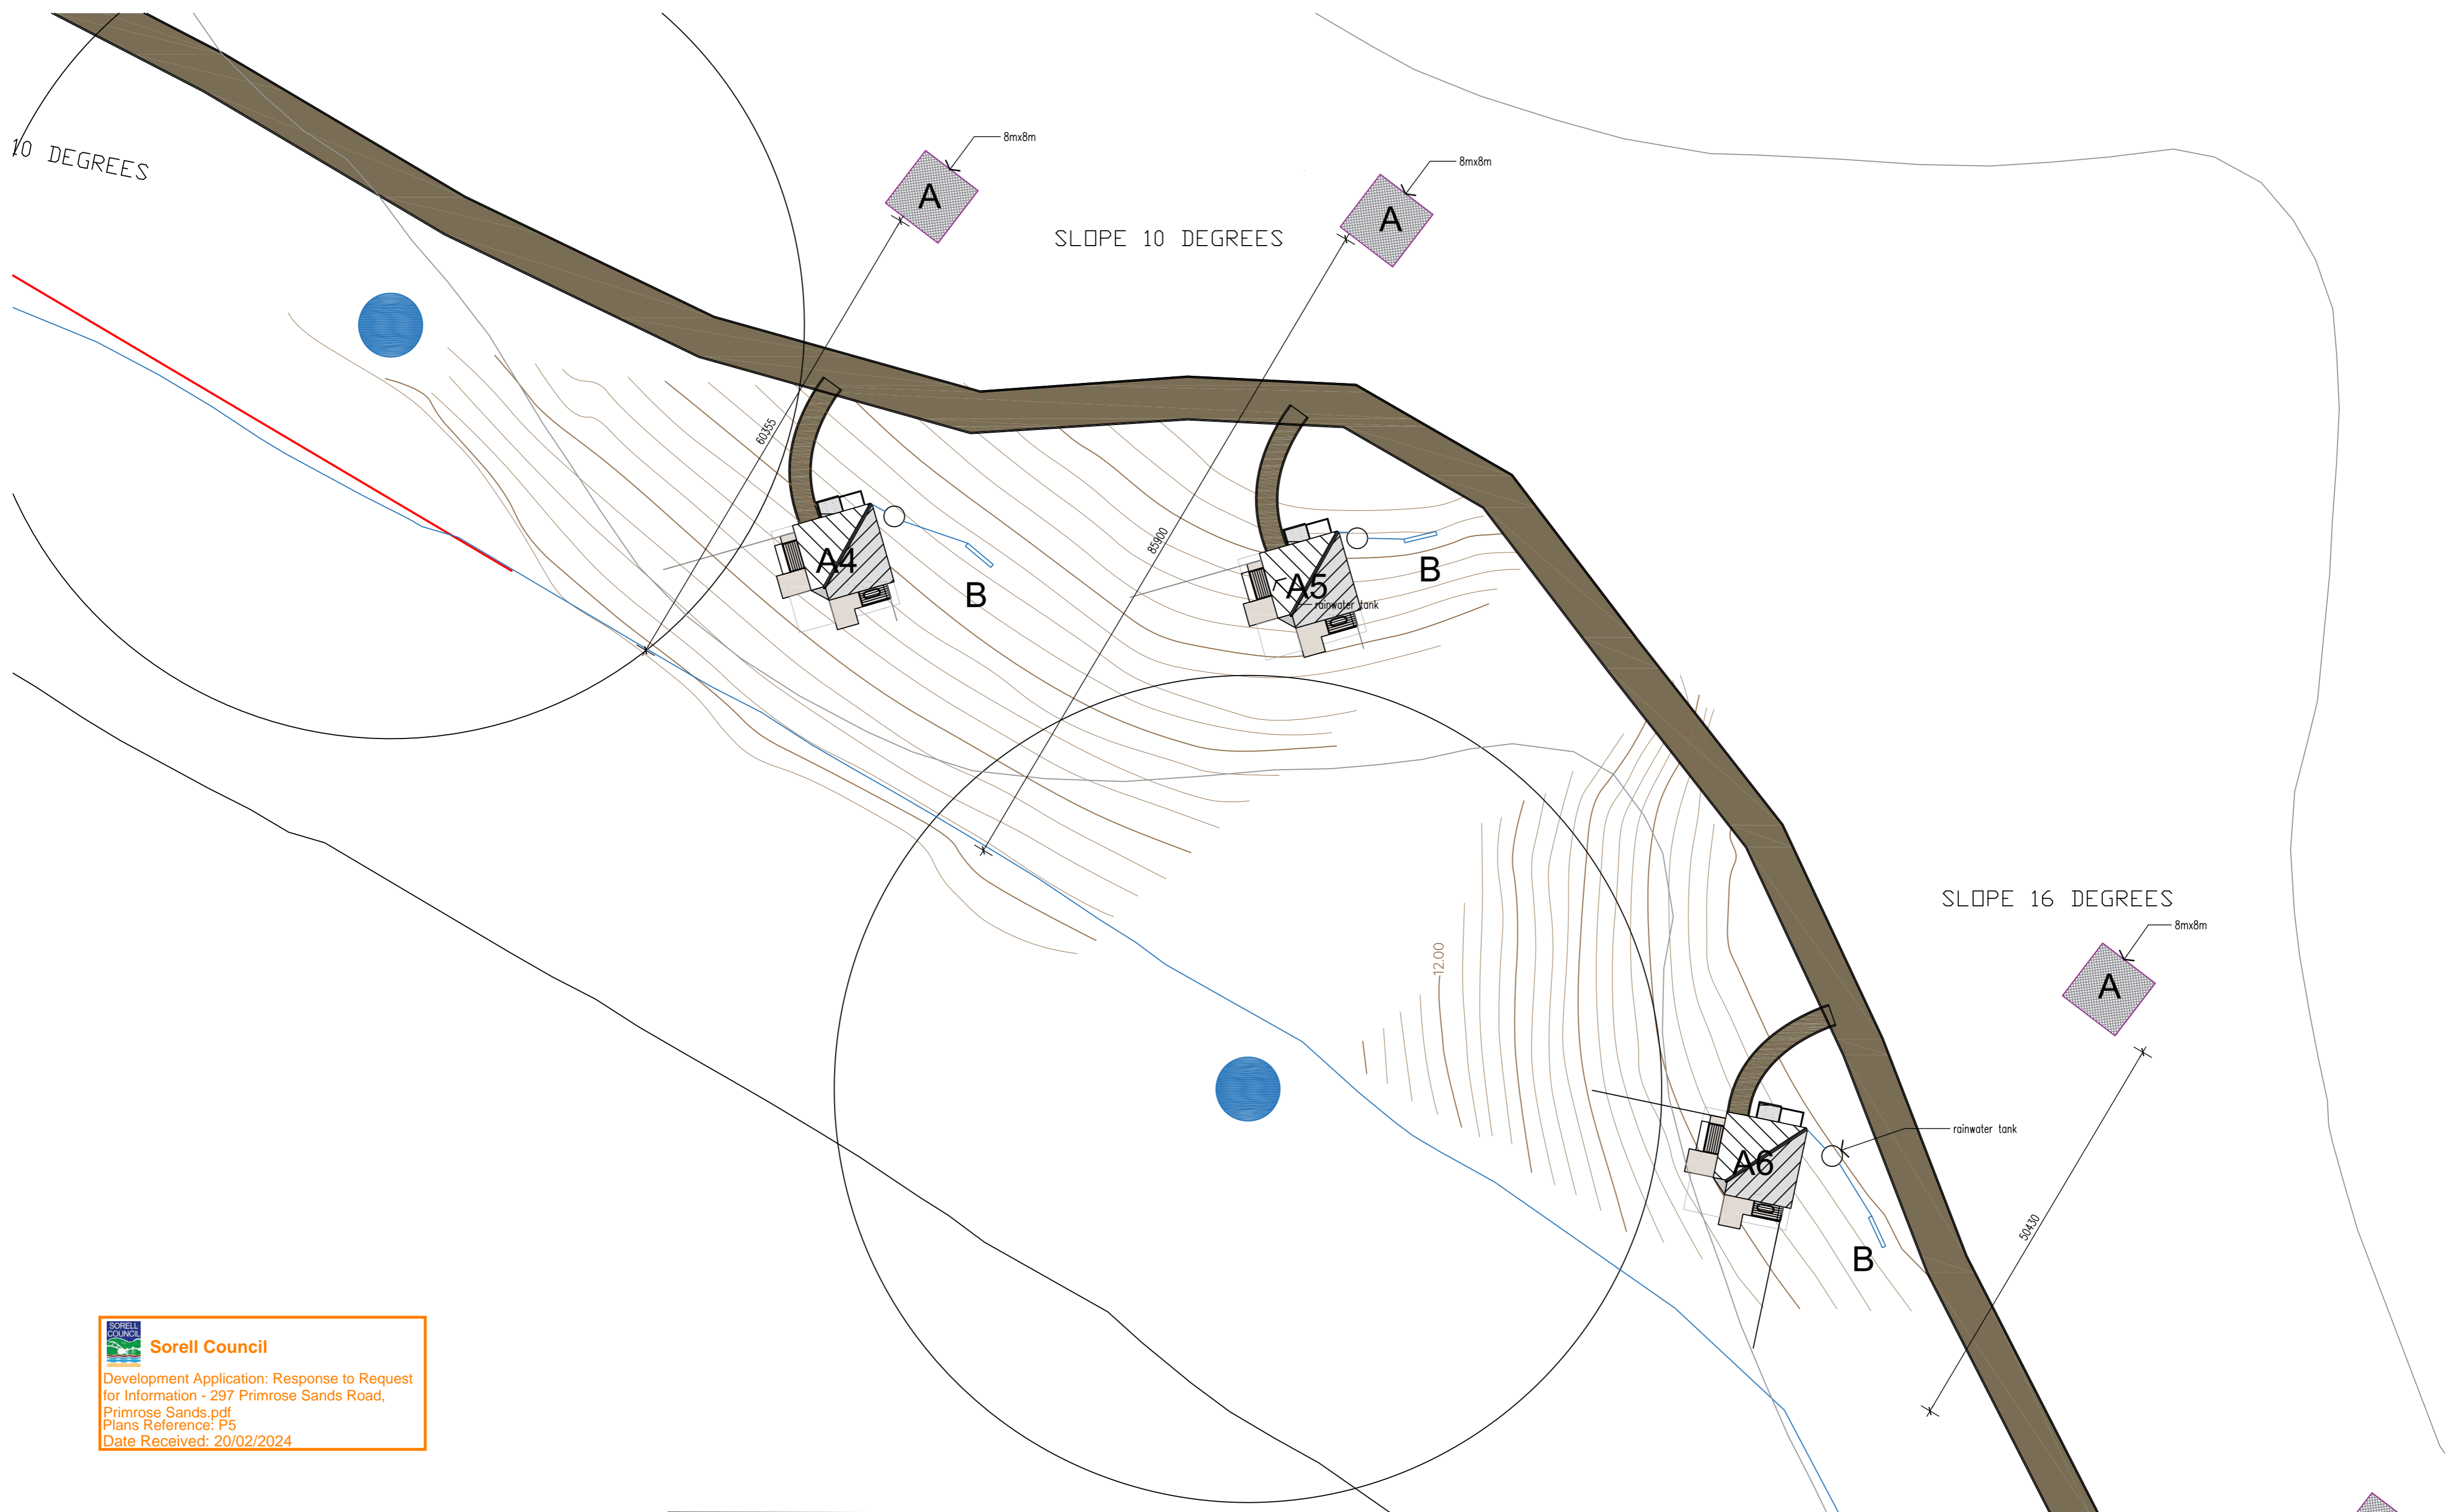 10 DEGREES
8mx8m
A
8mx8m
A
SLOPE 10 DEGREES
60355
85900
A4
B
A5
B
rainwater tank
SLOPE 16 DEGREES
8mx8m
A
12.00
rainwater tank
A6
B
50430
SORELL
COUNCIL
Sorell Council
Development Application: Response to Request
for Information - 297 Primrose Sands Road,
Primrose Sands.pdf
Plans Reference: P5
Date Received: 20/02/2024